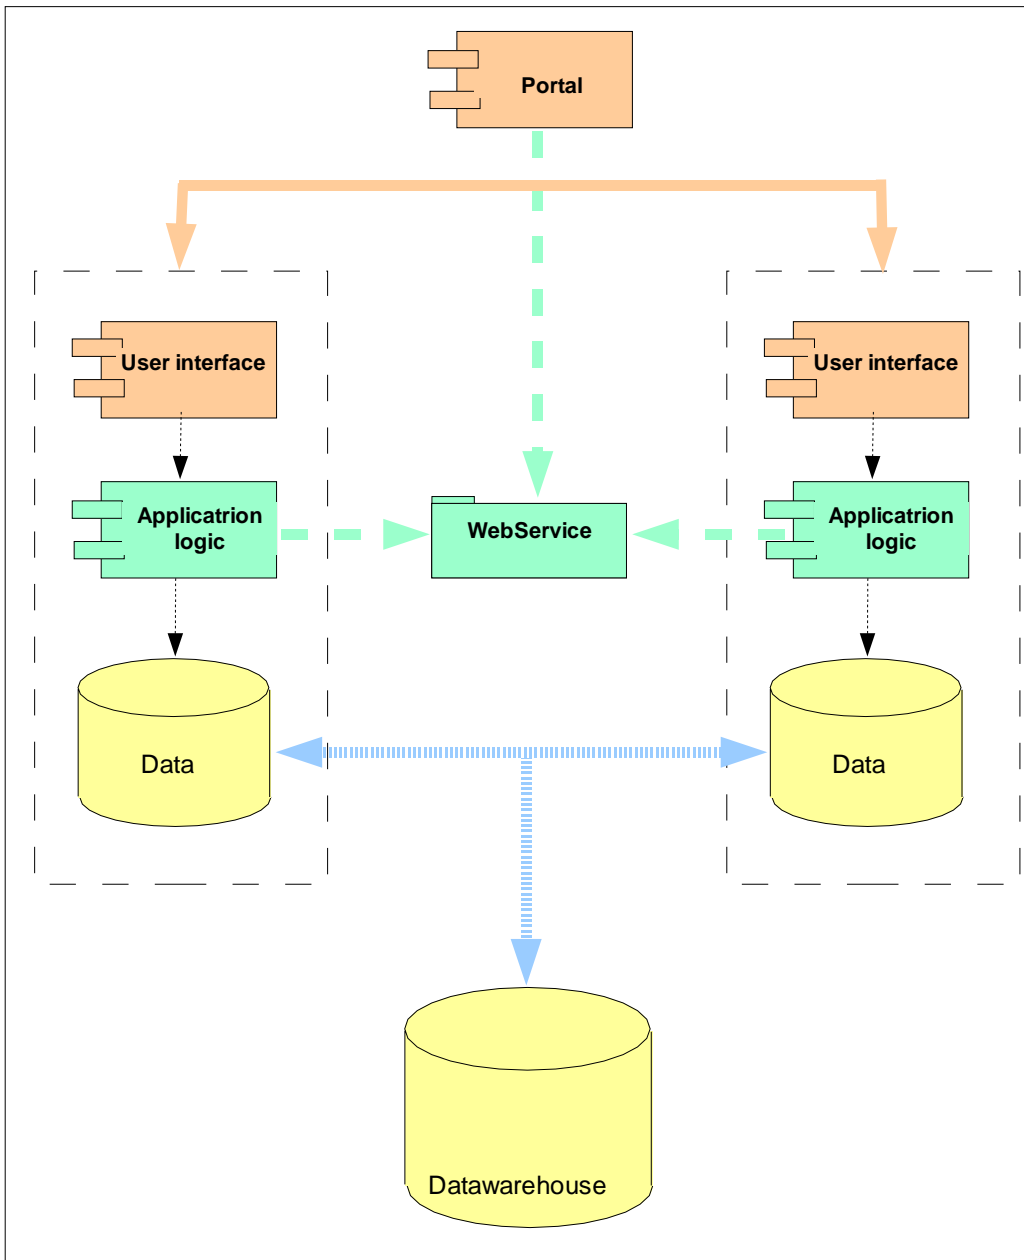 Portal
User interface
User interface
Applicatrion
logic
WebService
Applicatrion
logic
Data
Data
Datawarehouse